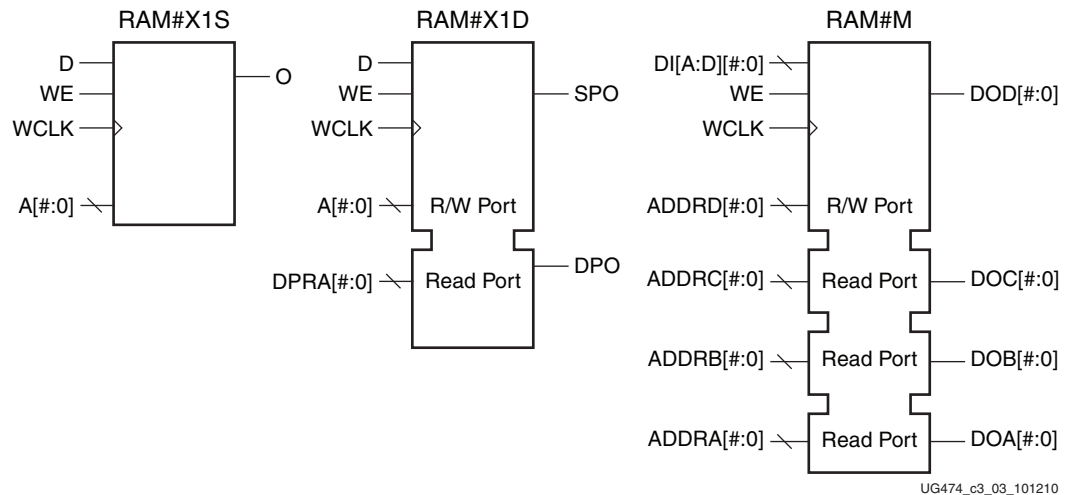 RAM#X1S
D
WE
WCLK
A[#:0]
O
RAM#X1D
D
WE
WCLK
A[#:0]
R/W Port
DPRA[#:0]
Read Port
SPO
DPO
RAM#M
DI[A:D][#:0]
WE
WCLK
ADDRD[#:0]
R/W Port
ADDRC[#:0]
Read Port
ADDRB[#:0]
Read Port
ADDRA[#:0]
Read Port
DOD[#:0]
DOC[#:0]
DOB[#:0]
DOA[#:0]
UG474_c3_03_101210